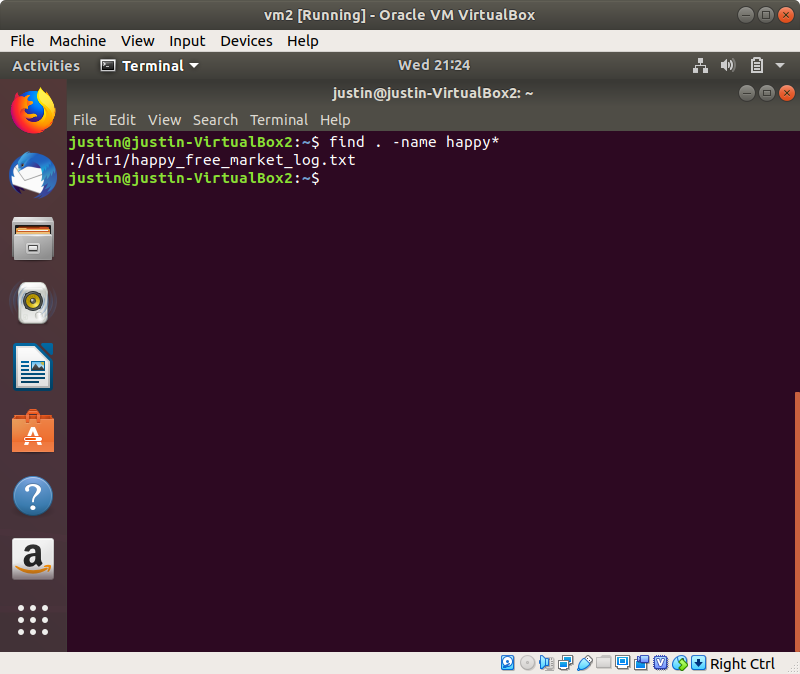 vm2 [Running] - Oracle VM VirtualBox
File Machine View Input Devices Help
Activities Terminal Wed 21:24
justin@justin-VirtualBox2: ~
File Edit View Search Terminal Help
justin@justin-VirtualBox2:~$ find . -name happy*
./dir1/happy_free_market_log.txt
justin@justin-VirtualBox2:~$
Right Ctrl